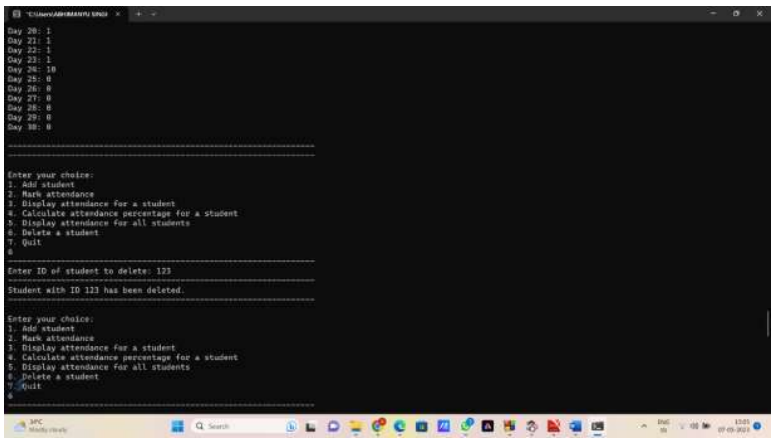 "C:\Users\ABHIMANYU SINGH
Day 20: 1
Day 21: 1
Day 22: 1
Day 23: 1
Day 24: 10
Day 25: 0
Day 26: 0
Day 27: 0
Day 28: 0
Day 29: 0
Day 30: 0
Enter your choice:
1. Add student
2. Mark attendance
3. Display attendance for a student
4. Calculate attendance percentage for a student
5. Display attendance for all students
6. Delete a student
7. Quit
6
Enter ID of student to delete: 123
Student with ID 123 has been deleted.
Enter your choice:
1. Add student
2. Mark attendance
3. Display attendance for a student
4. Calculate attendance percentage for a student
5. Display attendance for all students
6. Delete a student
7. Quit
6
Mostly cloudy
Search
ENG
IN